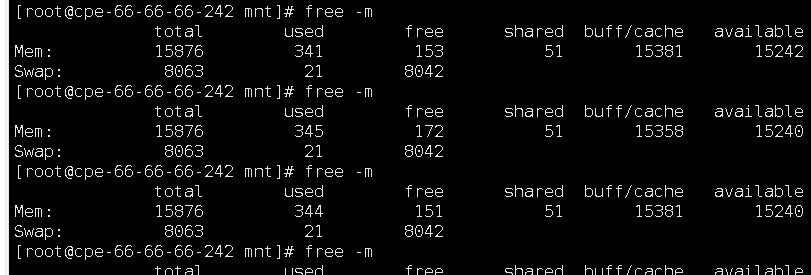 [root@cpe-66-66-66-242 mnt]# free -m
total used free shared buff/cache available
Mem: 15876 341 153 51 15381 15242
Swap: 8063 21 8042
[root@cpe-66-66-66-242 mnt]# free -m
total used free shared buff/cache available
Mem: 15876 345 172 51 15358 15240
Swap: 8063 21 8042
[root@cpe-66-66-66-242 mnt]# free -m
total used free shared buff/cache available
Mem: 15876 344 151 51 15381 15240
Swap: 8063 21 8042
[root@cpe-66-66-66-242 mnt]# free -m
total used free shared buff/cache available